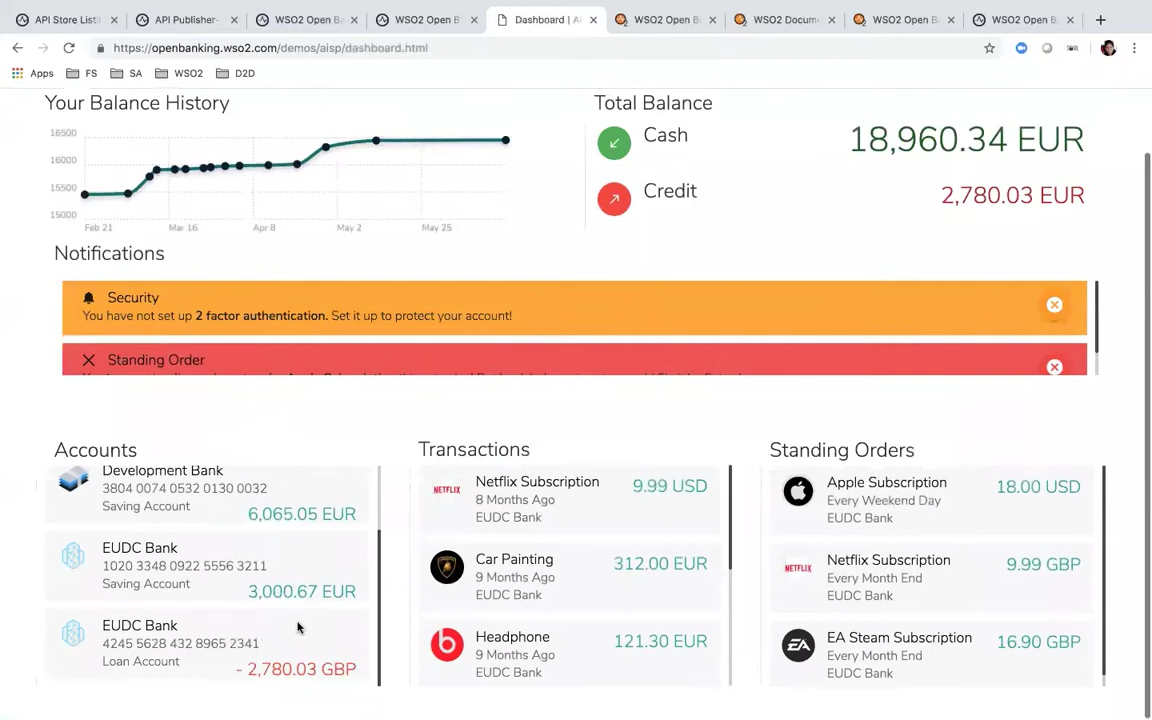 API Store Listi
API Publisher-
WSO2 Open Ba
WSO2 Open B
Dashboard | A
WSO2 Open B
WSO2 Docum
WSO2 Open B
WSO2 Open B
https://openbanking.wso2.com/demos/aisp/dashboard.html
Apps
FS
SA
WSO2
D2D
Your Balance History
16500
16000
15500
15000
Feb 21
Mar 16
Apr 8
May 2
May 25
Total Balance
Cash
18,960.34 EUR
Credit
2,780.03 EUR
Notifications
Security
You have not set up 2 factor authentication. Set it up to protect your account!
Standing Order
Accounts
Development Bank
3804 0074 0532 0130 0032
Saving Account
6,065.05 EUR
EUDC Bank
1020 3348 0922 5556 3211
Saving Account
3,000.67 EUR
EUDC Bank
4245 5628 432 8965 2341
Loan Account
- 2,780.03 GBP
Transactions
NETFLIX
Netflix Subscription
9.99 USD
8 Months Ago
EUDC Bank
Car Painting
312.00 EUR
9 Months Ago
EUDC Bank
Headphone
121.30 EUR
9 Months Ago
EUDC Bank
Standing Orders
Apple Subscription
18.00 USD
Every Weekend Day
EUDC Bank
NETFLIX
Netflix Subscription
9.99 GBP
Every Month End
EUDC Bank
EA
EA Steam Subscription
16.90 GBP
Every Month End
EUDC Bank